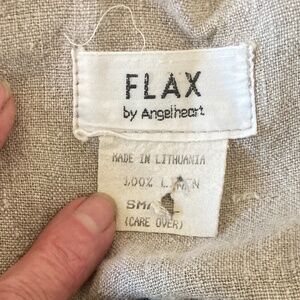 FLAX
by Angelheart
MADE IN LITHUANIA
100%
(CARE OVER)